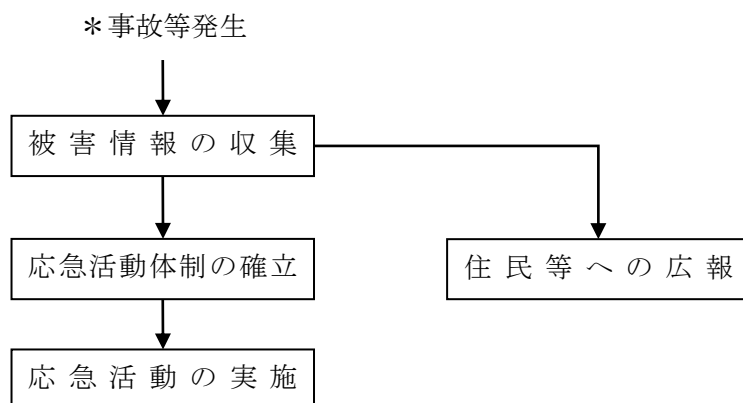 ＊事故等発生
被害情報の収集
応急活動体制の確立
住民等への広報
応急活動の実施